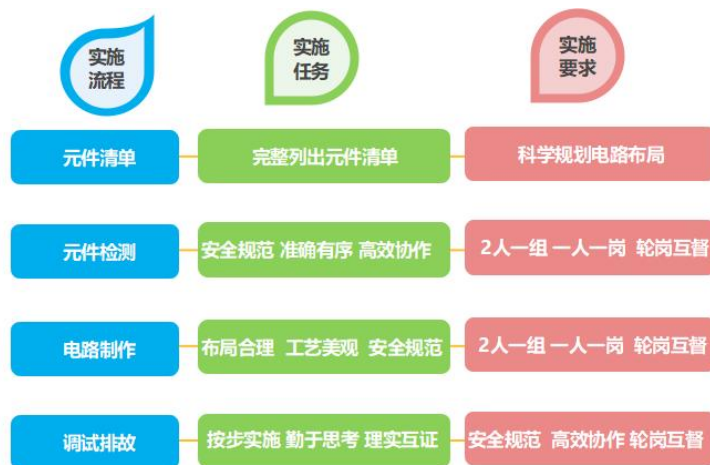 实施
流程
实施
任务
实施
要求
元件清单
完整列出元件清单
科学规划电路布局
元件检测
安全规范 准确有序 高效协作
2人一组 一人一岗 轮岗互督
电路制作
布局合理 工艺美观 安全规范
2人一组 一人一岗 轮岗互督
调试排故
按步实施 勤于思考 理实互证
安全规范 高效协作 轮岗互督